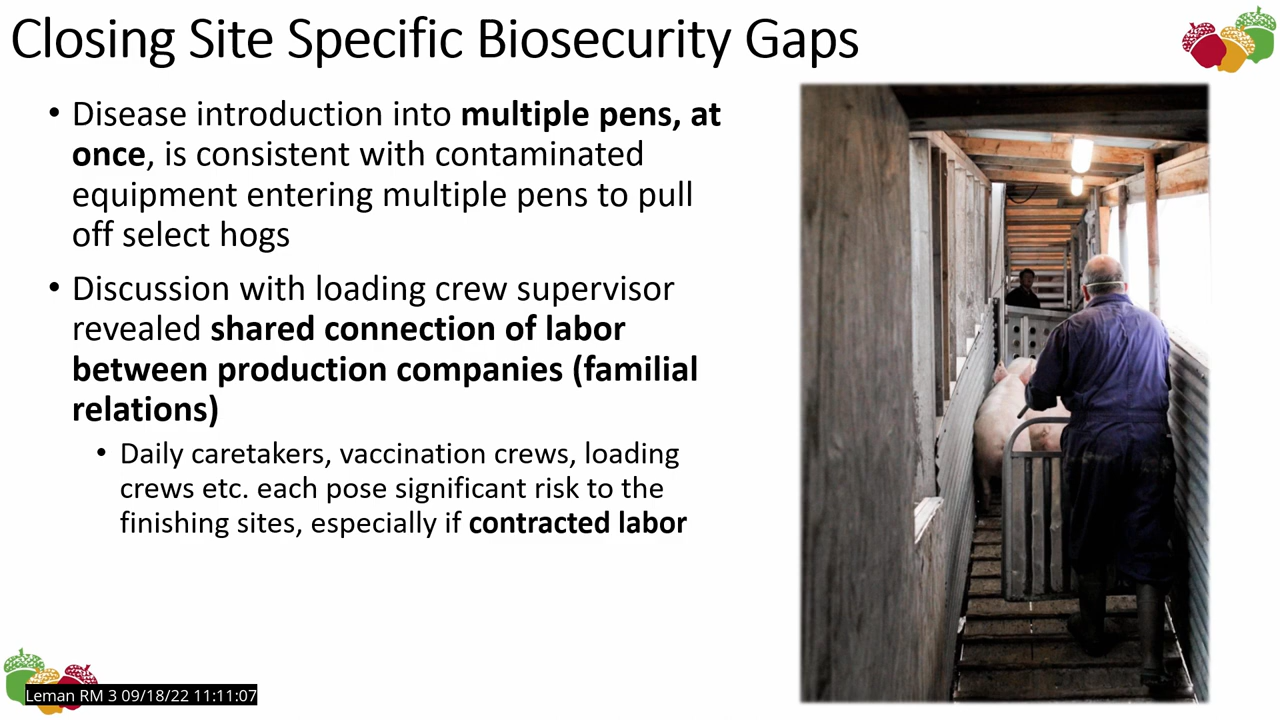 Closing Site Specific Biosecurity Gaps
• Disease introduction into multiple pens, at
once, is consistent with contaminated
equipment entering multiple pens to pull
off select hogs
• Discussion with loading crew supervisor
revealed shared connection of labor
between production companies (familial
relations)
• Daily caretakers, vaccination crews, loading
crews etc. each pose significant risk to the
finishing sites, especially if contracted labor
Leman RM 3 09/18/22 11:11:07